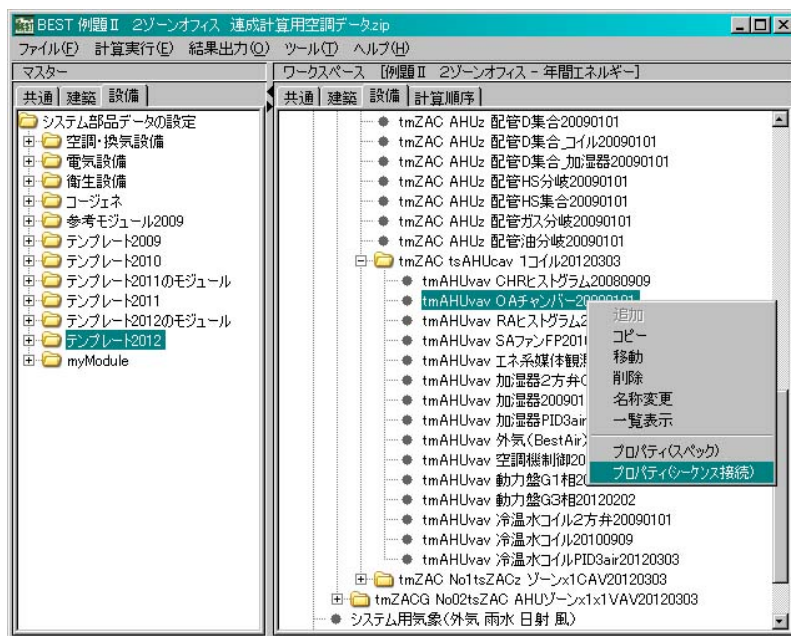 BEST 例題Ⅱ 2ゾーンオフィス 連成計算用空調データ.zip
ファイル(F) 計算実行(E) 結果出力(O) ツール(T) ヘルプ(H)
マスター
共通 建築 設備
システム部品データの設定
空調・換気設備
電気設備
衛生設備
コージェネ
参考モジュール2009
テンプレート2009
テンプレート2010
テンプレート2011のモジュール
テンプレート2011
テンプレート2012のモジュール
テンプレート2012
myModule
ワークスペース [例題Ⅱ 2ゾーンオフィス - 年間エネルギー]
共通 建築 設備 計算順序
tmZAC AHUz 配管D集合20090101
tmZAC AHUz 配管D集合_コイル20090101
tmZAC AHUz 配管D集合_加湿器20090101
tmZAC AHUz 配管HS分岐20090101
tmZAC AHUz 配管HS集合20090101
tmZAC AHUz 配管ガス分岐20090101
tmZAC AHUz 配管油分岐20090101
tmZAC tsAHUcav 1コイル20120303
tmAHUvav CHRヒストグラム20080909
tmAHUvav OAチャンバー20090101
tmAHUvav RAヒストグラム2
tmAHUvav SAファンFP201
tmAHUvav エネ系媒体観測
tmAHUvav 加湿器2方弁
tmAHUvav 加湿器200901
tmAHUvav 加湿器PID3air
tmAHUvav 外気(BestAir)
tmAHUvav 空調機制御20
tmAHUvav 動力盤G1相20
tmAHUvav 動力盤G3相20120202
tmAHUvav 冷温水コイル2方弁20090101
tmAHUvav 冷温水コイル20100909
tmAHUvav 冷温水コイルPID3air20120303
tmZAC No1tsZACz ゾーンx1CAV20120303
tmZACG No02tsZAC AHUゾーンx1x1VAV20120303
システム用気象(外気 雨水 日射 風)
追加
コピー
移動
削除
名称変更
一覧表示
プロパティ(スペック)
プロパティ(シーケンス接続)